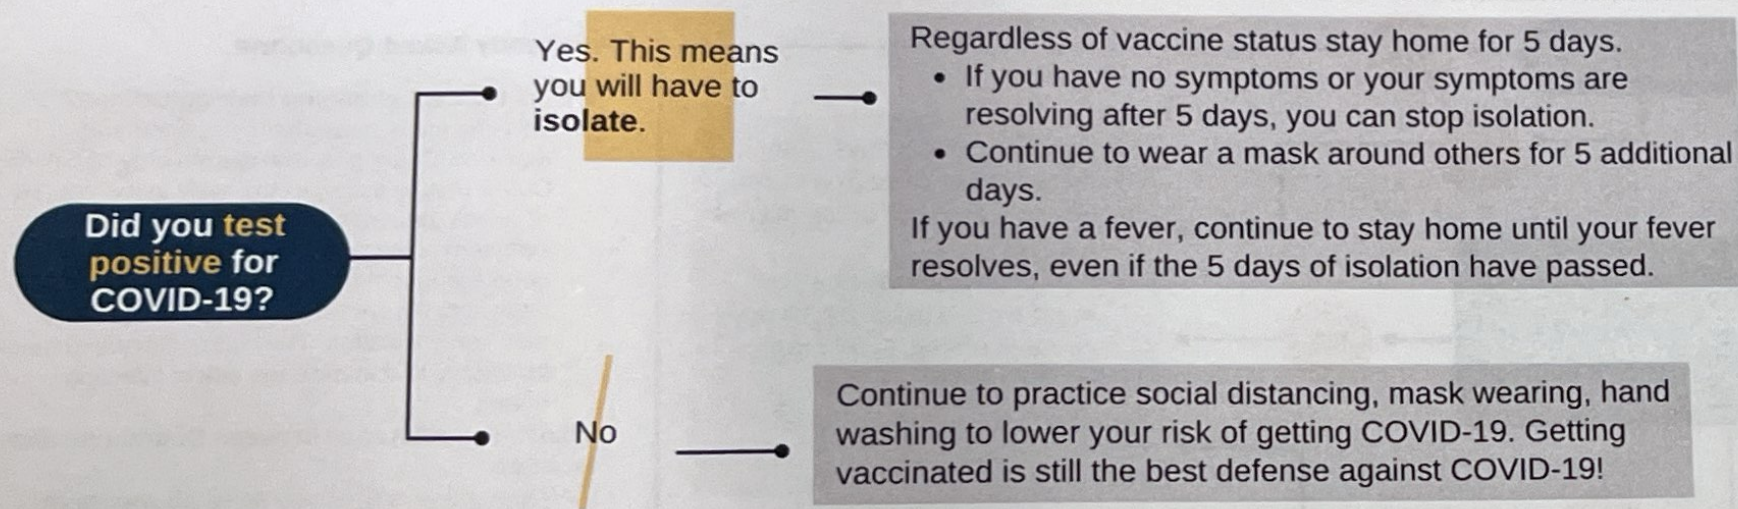 Did you test
positive for
COVID-19?
Yes. This means
you will have to
isolate.
Regardless of vaccine status stay home for 5 days.
• If you have no symptoms or your symptoms are
resolving after 5 days, you can stop isolation.
• Continue to wear a mask around others for 5 additional
days.
If you have a fever, continue to stay home until your fever
resolves, even if the 5 days of isolation have passed.
No
Continue to practice social distancing, mask wearing, hand
washing to lower your risk of getting COVID-19. Getting
vaccinated is still the best defense against COVID-19!